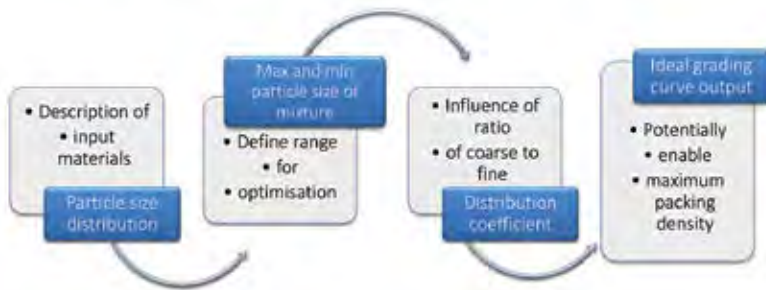 • Description of
• input
materials
Particle size
distribution
Max and min
particle size of
mixture
• Define range
• for
• optimisation
• Influence of
ratio
• of coarse to
fine
Distribution
coefficient
Ideal grading
curve output
• Potentially
• enable
• maximum
packing
density